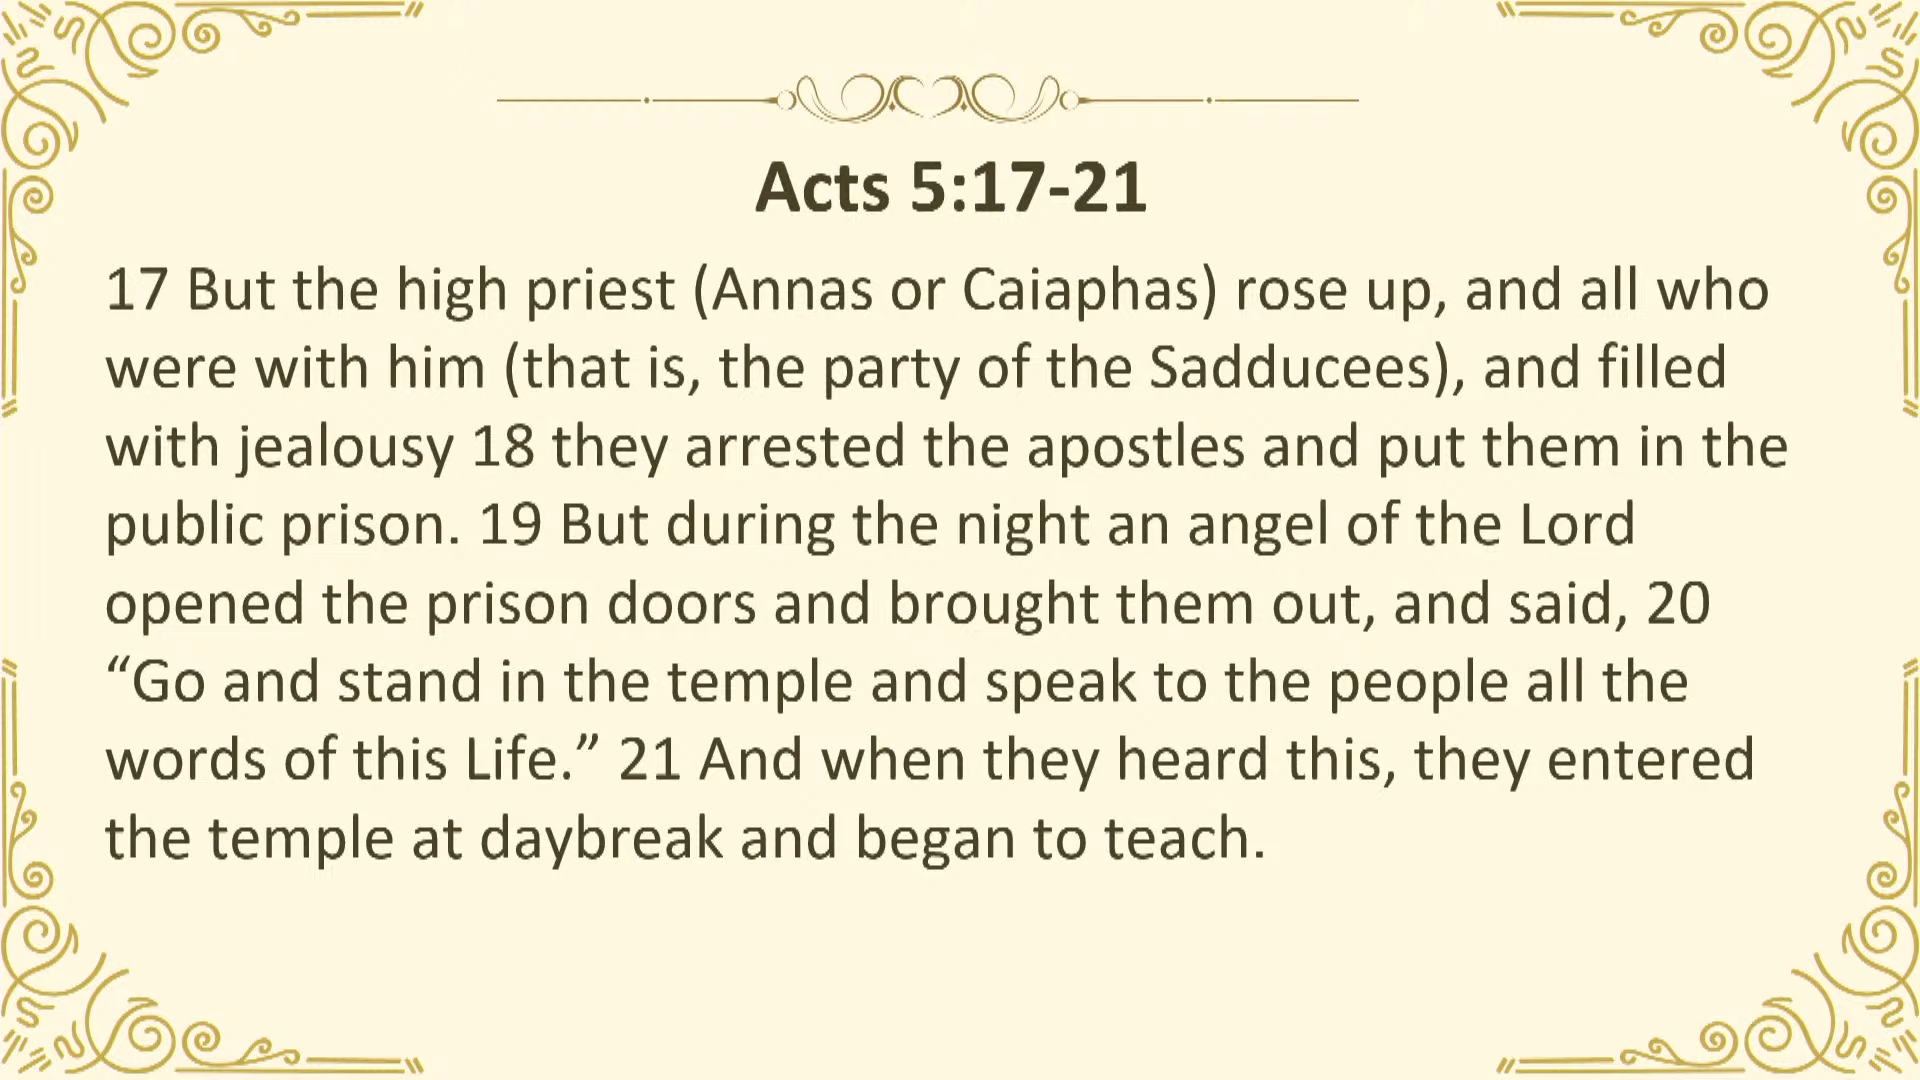 Acts 5:17-21
17 But the high priest (Annas or Caiaphas) rose up, and all who
were with him (that is, the party of the Sadducees), and filled
with jealousy 18 they arrested the apostles and put them in the
public prison. 19 But during the night an angel of the Lord
opened the prison doors and brought them out, and said, 20
“Go and stand in the temple and speak to the people all the
words of this Life.” 21 And when they heard this, they entered
the temple at daybreak and began to teach.